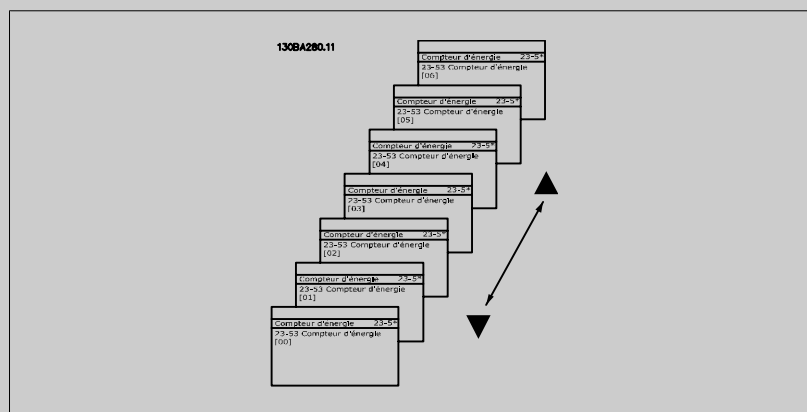 130BA280.11
Compteur d'énergie 23-5*
23-53 Compteur d'énergie
[06]
Compteur d'énergie 23-5*
23-53 Compteur d'énergie
[05]
Compteur d'énergie 23-5*
23-53 Compteur d'énergie
[04]
Compteur d'énergie 23-5*
23-53 Compteur d'énergie
[03]
Compteur d'énergie 23-5*
23-53 Compteur d'énergie
[02]
Compteur d'énergie 23-5*
23-53 Compteur d'énergie
[01]
Compteur d'énergie 23-5*
23-53 Compteur d'énergie
[00]